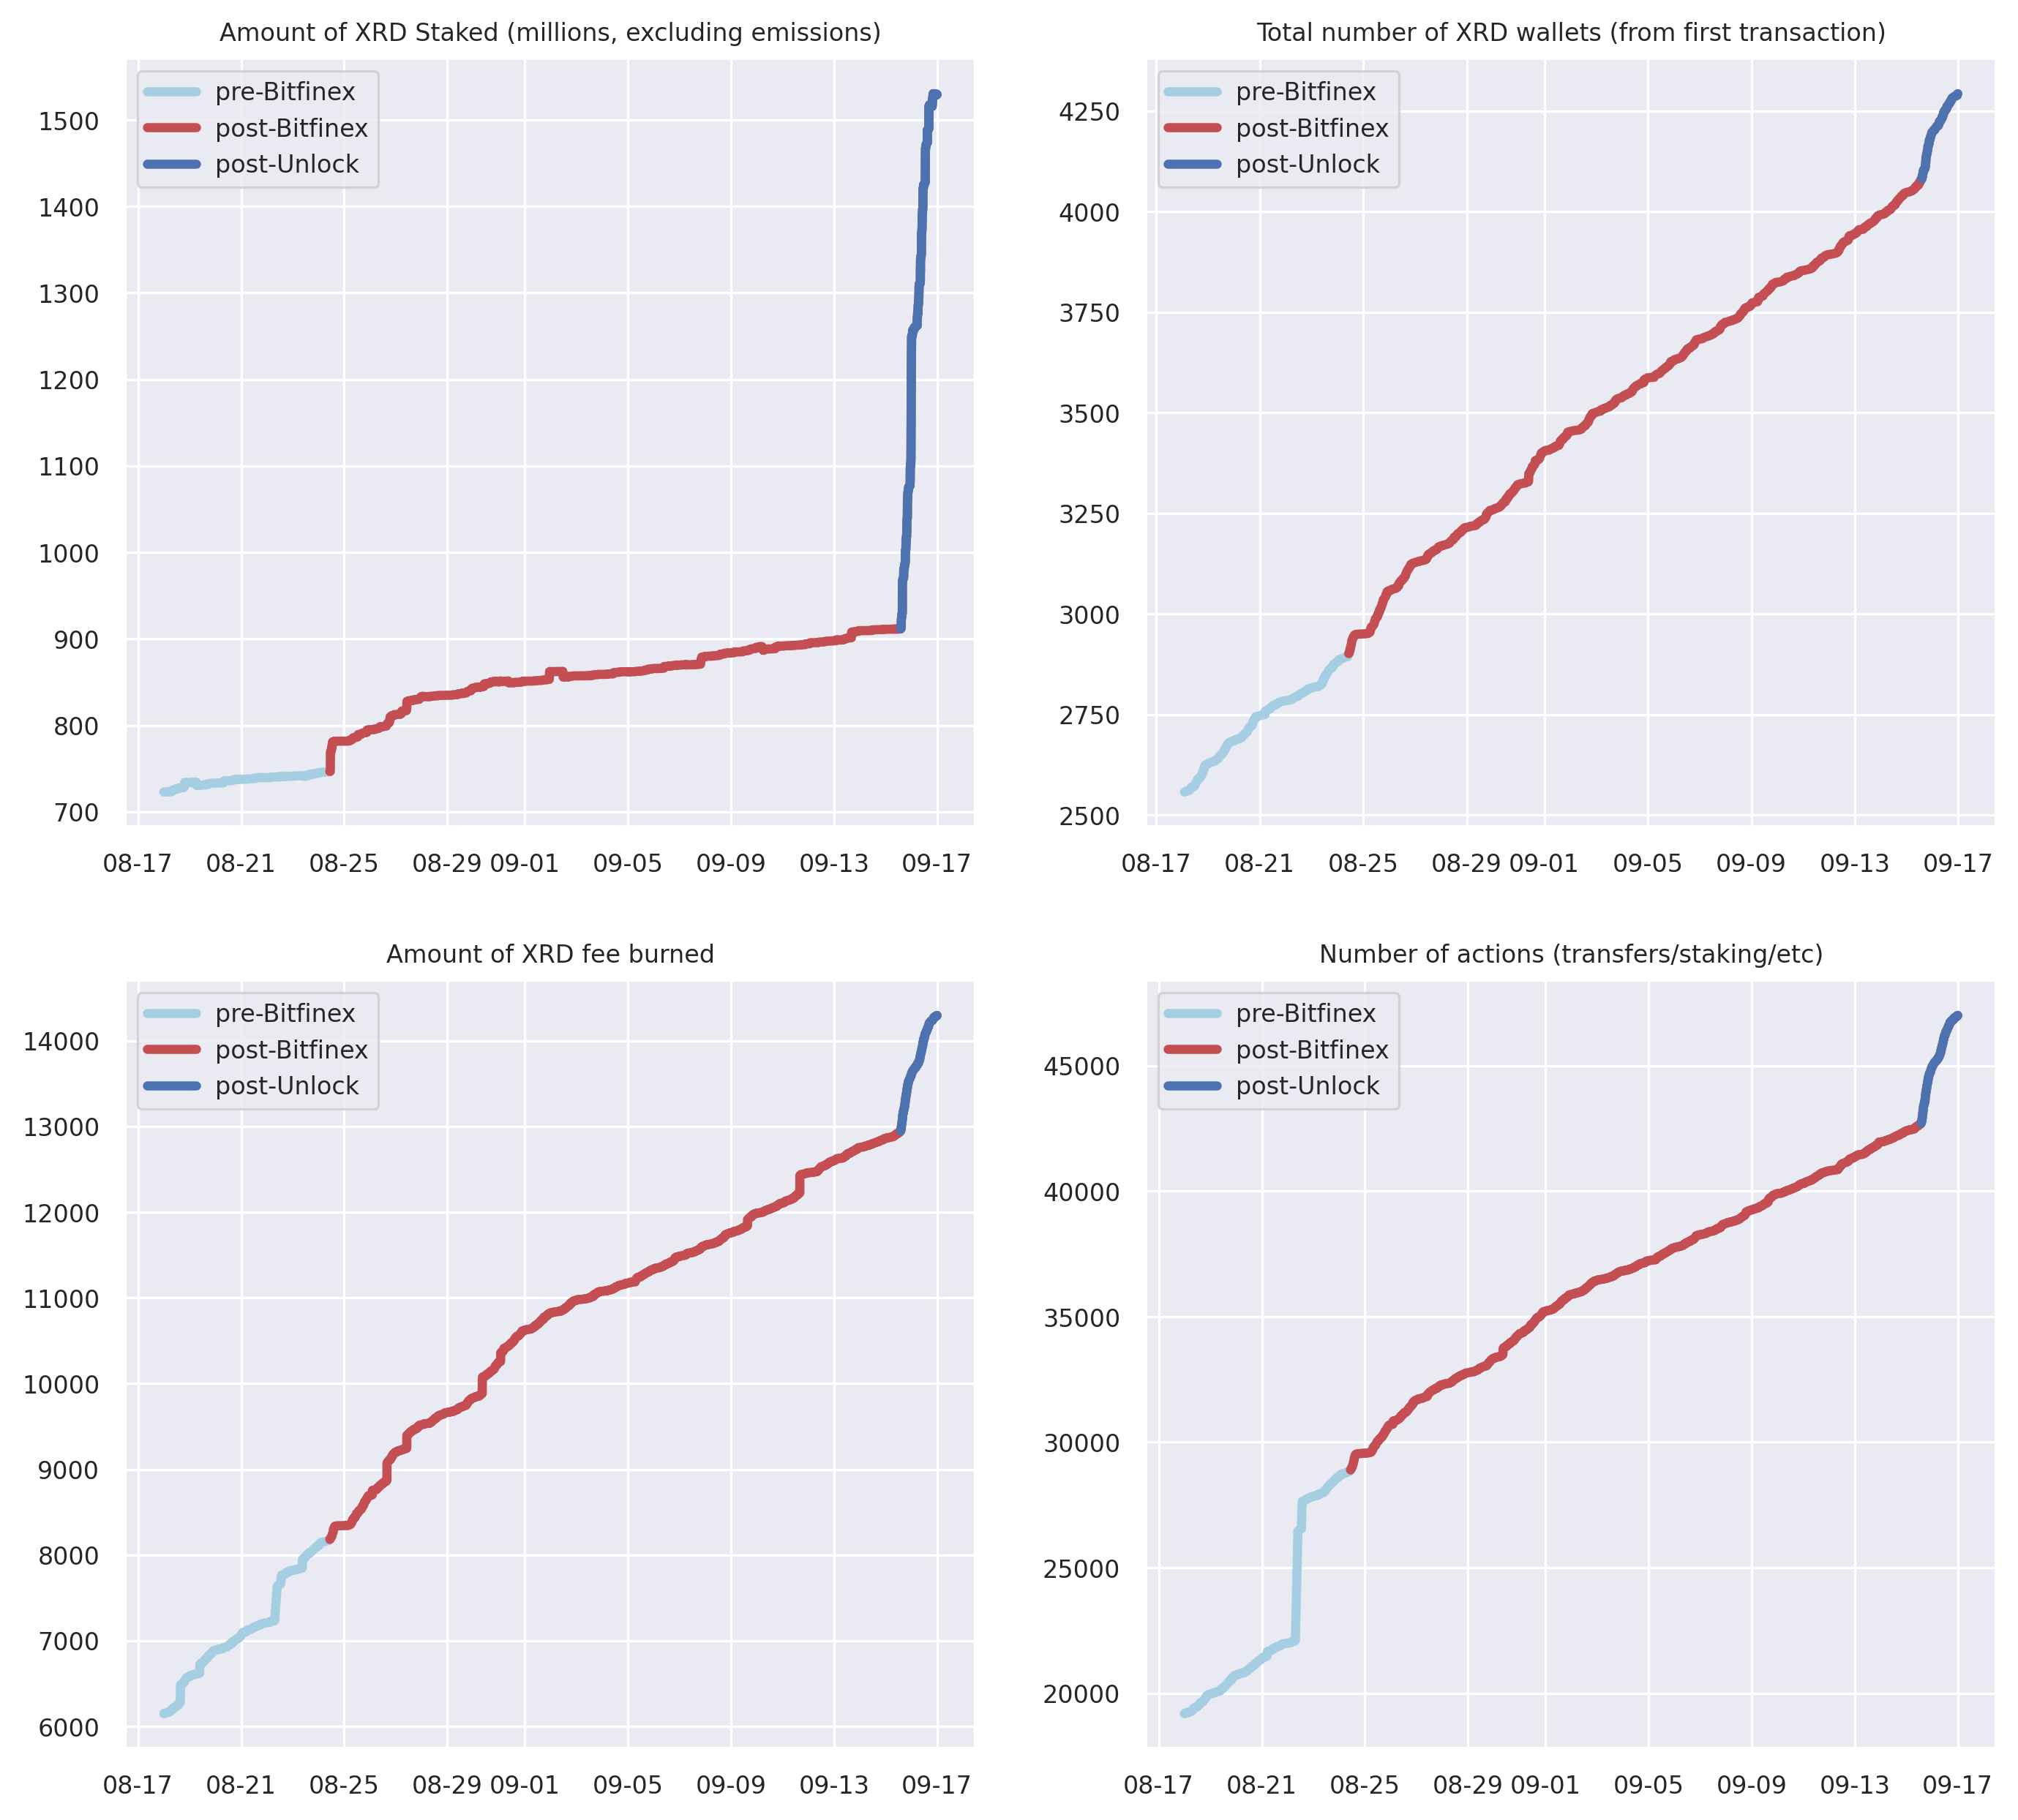 Amount of XRD Staked (millions, excluding emissions)
pre-Bitfinex
post-Bitfinex
post-Unlock
1500
1400
1300
1200
1100
1000
900
800
700
08-17 08-21 08-25 08-29 09-01 09-05 09-09 09-13 09-17
Total number of XRD wallets (from first transaction)
pre-Bitfinex
post-Bitfinex
post-Unlock
4250
4000
3750
3500
3250
3000
2750
2500
08-17 08-21 08-25 08-29 09-01 09-05 09-09 09-13 09-17
Amount of XRD fee burned
pre-Bitfinex
post-Bitfinex
post-Unlock
14000
13000
12000
11000
10000
9000
8000
7000
6000
08-17 08-21 08-25 08-29 09-01 09-05 09-09 09-13 09-17
Number of actions (transfers/staking/etc)
pre-Bitfinex
post-Bitfinex
post-Unlock
45000
40000
35000
30000
25000
20000
08-17 08-21 08-25 08-29 09-01 09-05 09-09 09-13 09-17